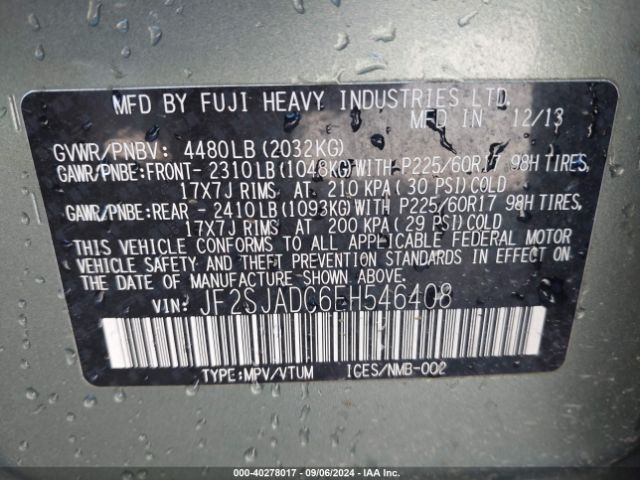 MFD BY FUJI HEAVY INDUSTRIES LTD.
MFD IN 12/13
GVWR/PNBV: 4480LB(2032KG)
GAWR/PNBE:FRONT- 2310LB(1048KG)WITH P225/60R17 98H TIRES,
17X7J RIMS AT 210 KPA( 30 PSI)COLD
GAWR/PNBE:REAR - 2410LB(1093KG)WITH P225/60R17 98H TIRES,
17X7J RIMS AT 200 KPA( 29 PSI)COLD
THIS VEHICLE CONFORMS TO ALL APPLICABLE FEDERAL MOTOR
VEHICLE SAFETY AND THEFT PREVENTION STANDARDS IN EFFECT ON
THE DATE OF MANUFACTURE SHOWN ABOVE.
VIN: JF2SJADC6EH546408
TYPE:MPV/VTUM ICES/NMB-002
000-40278017 - 09/06/2024 - IAA Inc.